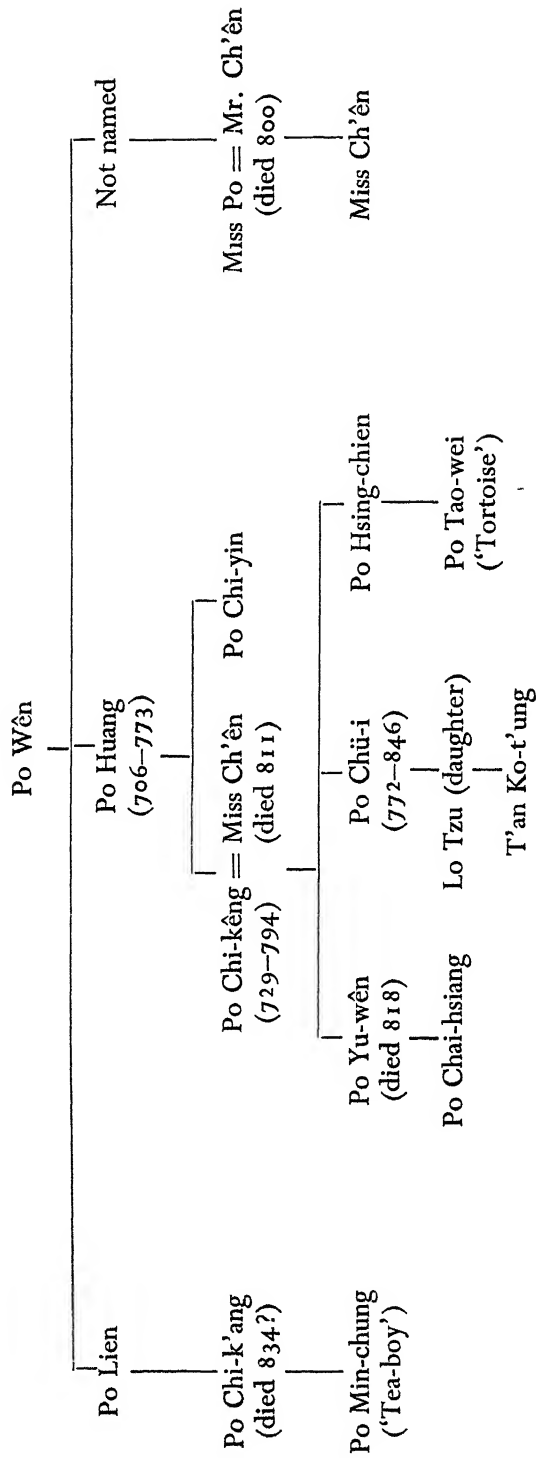 Po Wên
Po Lien
Po Huang
(706–773)
Not named
Po Chi-k'ang
(died 834?)
Po Chi-kêng = Miss Ch'ên
(729–794) (died 811)
Po Chi-yin
Miss Po = Mr. Ch'ên
(died 800)
Po Min-chung
('Tea-boy')
Po Yu-wên
(died 818)
Po Chü-i
(772–846)
Po Hsing-chien
Miss Ch'ên
Po Chai-hsiang
Lo Tzu (daughter)
Po Tao-wei
('Tortoise')
T'an Ko-t'ung